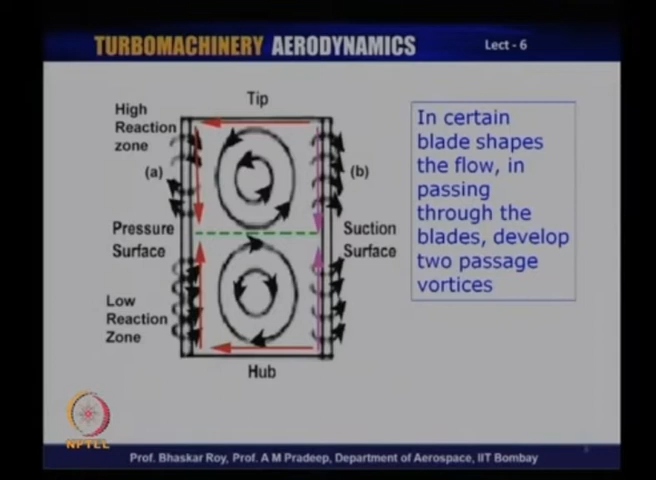 TURBOMACHINERY AERODYNAMICS
Lect - 6
Tip
High
Reaction
zone
(a)
(b)
Pressure
Surface
Suction
Surface
Low
Reaction
Zone
Hub
In certain
blade shapes
the flow, in
passing
through the
blades, develop
two passage
vortices
NPTEL
Prof. Bhaskar Roy, Prof. A M Pradeep, Department of Aerospace, IIT Bombay